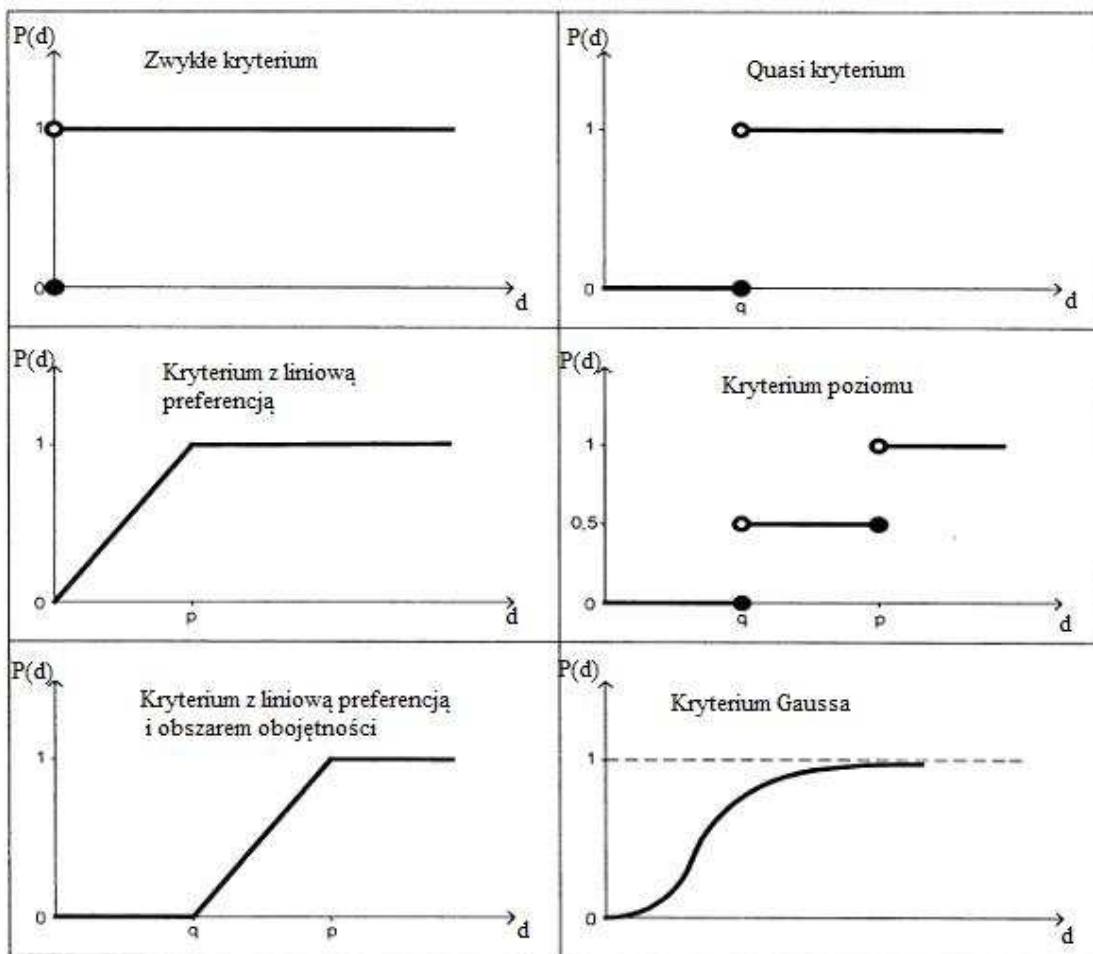 P(d)
Zwykłe kryterium
1
0
d
P(d)
Quasi kryterium
1
0
q
d
P(d)
Kryterium z liniową
preferencją
1
0
p
d
P(d)
Kryterium poziomu
1
0,5
0
q
p
d
P(d)
Kryterium z liniową preferencją
i obszarem obojętności
1
0
q
p
d
P(d)
Kryterium Gaussa
1
0
d